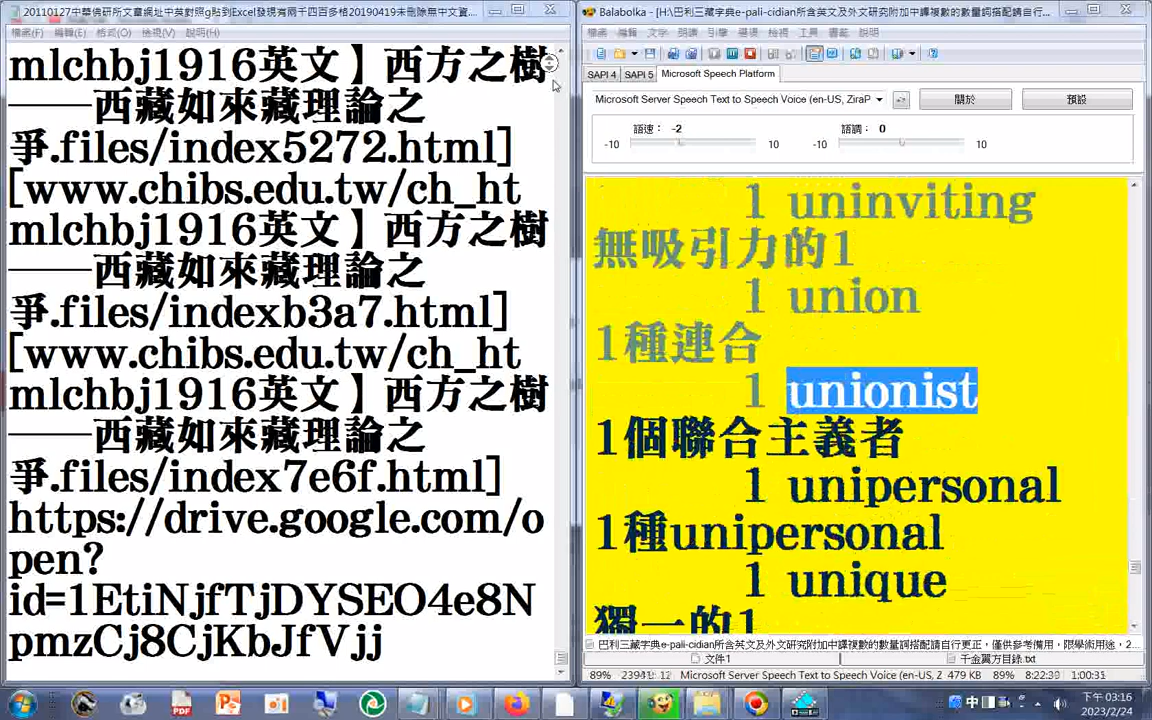 20110127中華佛研所文章網址中英對照g貼到Excel發現有兩千四百多格20190419未刪除無中文資...
檔案(F) 編輯(E) 格式(O) 檢視(V) 說明(H)
mlchbj1916英文】西方之樹
——西藏如來藏理論之
爭.files/index5272.html]
[www.chibs.edu.tw/ch_ht
mlchbj1916英文】西方之樹
——西藏如來藏理論之
爭.files/indexb3a7.html]
[www.chibs.edu.tw/ch_ht
mlchbj1916英文】西方之樹
——西藏如來藏理論之
爭.files/index7e6f.html]
https://drive.google.com/o
pen?
id=1EtiNjfTjDYSEO4e8N
pmzCj8CjKbJfVjj
Balabolka - [H:\巴利三藏字典e-pali-cidian所含英文及外文研究附加中譯複數的數量詞搭配請自行...
檔案 編輯 文字 朗讀 引擎 選項 檢視 工具 書籤 說明
SAPI 4 SAPI 5 Microsoft Speech Platform
Microsoft Server Speech Text to Speech Voice (en-US, ZiraP
關於 預設
語速： -2 語調： 0
-10 10 -10 10
1 uninviting
無吸引力的1
1 union
1種連合
1 unionist
1個聯合主義者
1 unipersonal
1種unipersonal
1 unique
獨一的1
巴利三藏字典e-pali-cidian所含英文及外文研究附加中譯複數的數量詞搭配請自行更正，僅供參考備用，限學術用途，2...
文件1 千金翼方目錄.txt
89% 23941 Microsoft Server Speech Text to Speech Voi 479 KB 8:22:30 1:00:31
中
下午 03:16
2023/2/24